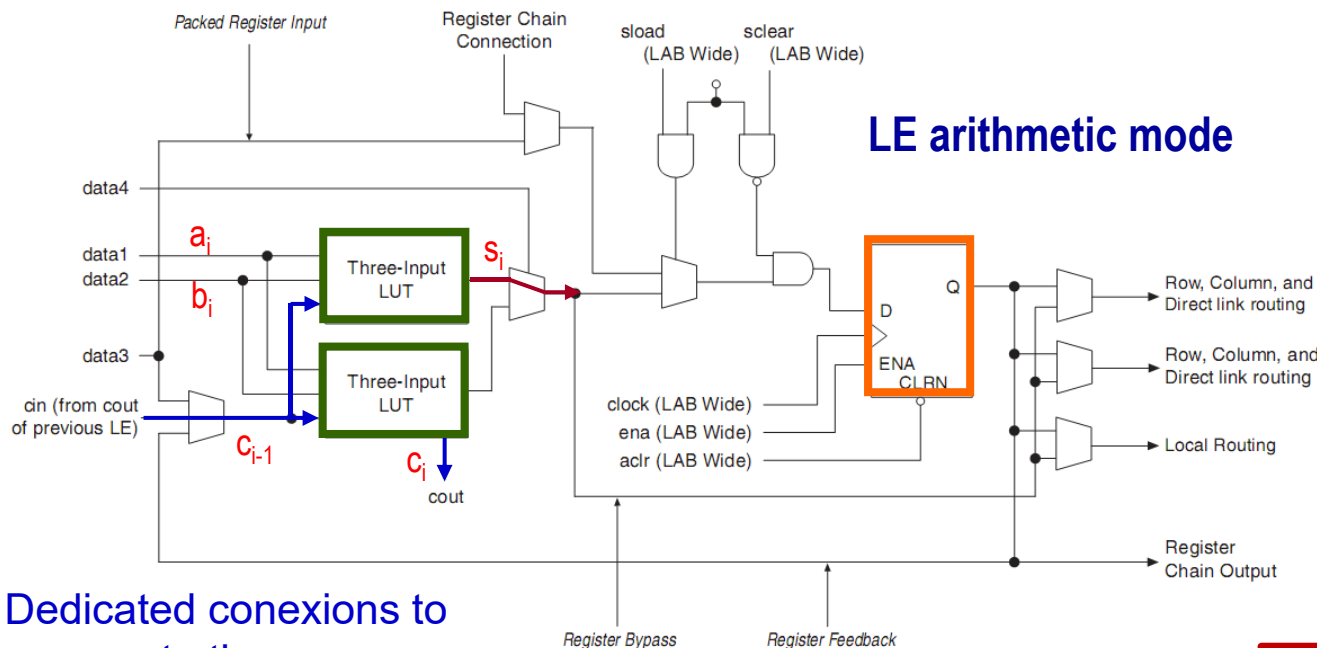 Packed Register Input
Register Chain
Connection
sload
(LAB Wide)
sclear
(LAB Wide)
LE arithmetic mode
data4
data1
data2
data3
ai
bi
cin (from cout
of previous LE)
ci-1
Three-Input
LUT
Three-Input
LUT
si
ci
cout
clock (LAB Wide)
ena (LAB Wide)
aclr (LAB Wide)
Q
D
ENA
CLRN
Row, Column, and
Direct link routing
Row, Column, and
Direct link routing
Local Routing
Register
Chain Output
Register Bypass
Register Feedback
Dedicated conexions to